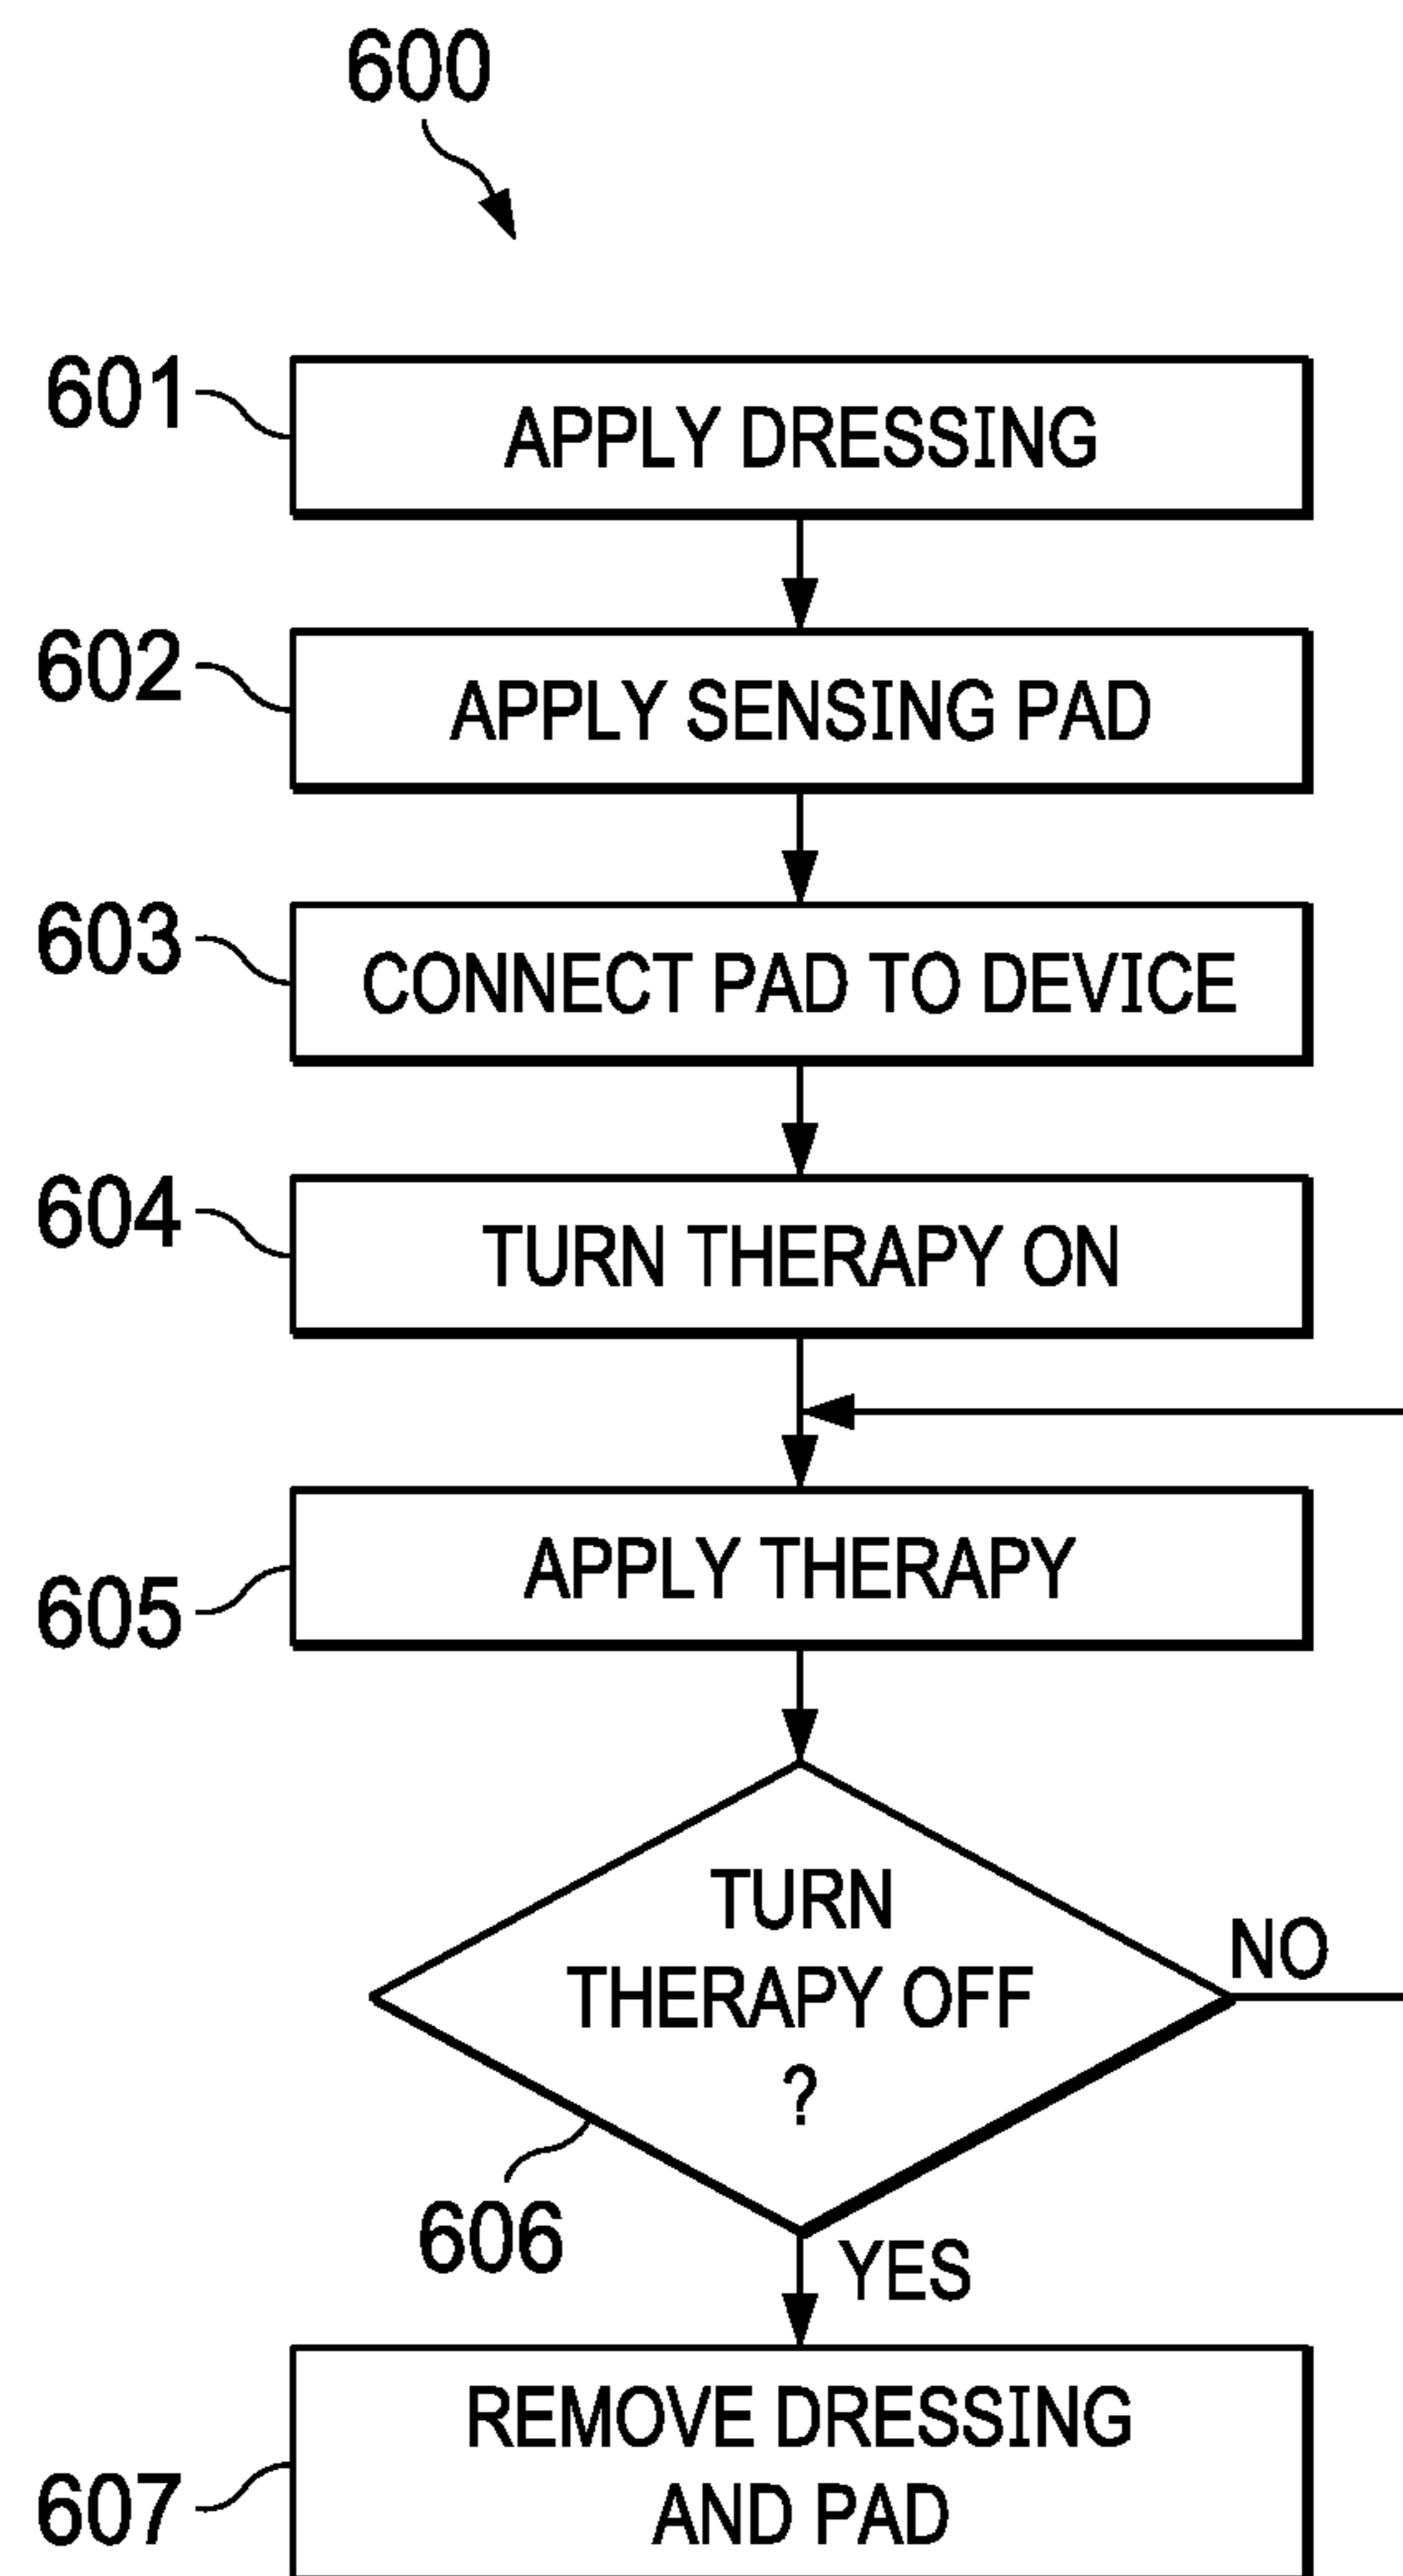 600
601
APPLY DRESSING
602
APPLY SENSING PAD
603
CONNECT PAD TO DEVICE
604
TURN THERAPY ON
605
APPLY THERAPY
TURN
THERAPY OFF
?
NO
606
YES
607
REMOVE DRESSING
AND PAD